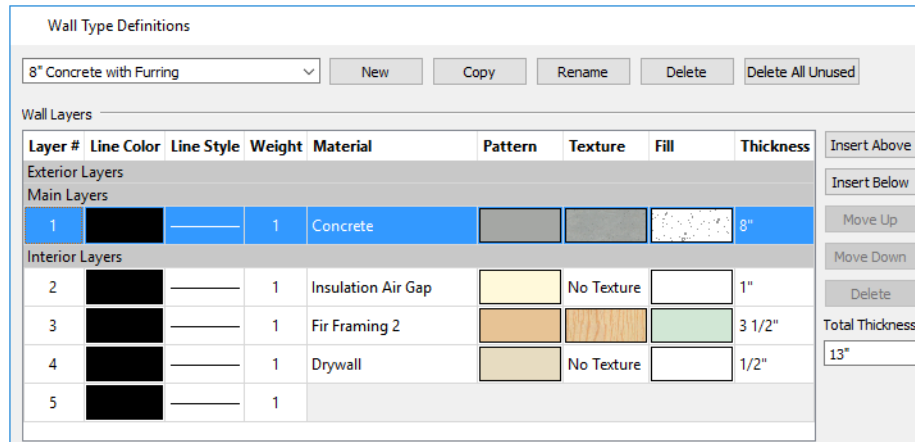 Wall Type Definitions
8" Concrete with Furring New Copy Rename Delete Delete All Unused
Wall Layers
Layer # Line Color Line Style Weight Material Pattern Texture Fill Thickness Insert Above
Exterior Layers
Insert Below
Main Layers
1 1 Concrete 8" Move Up
Interior Layers Move Down
2 1 Insulation Air Gap No Texture 1" Delete
3 1 Fir Framing 2 3 1/2" Total Thickness
4 1 Drywall No Texture 1/2" 13"
5 1